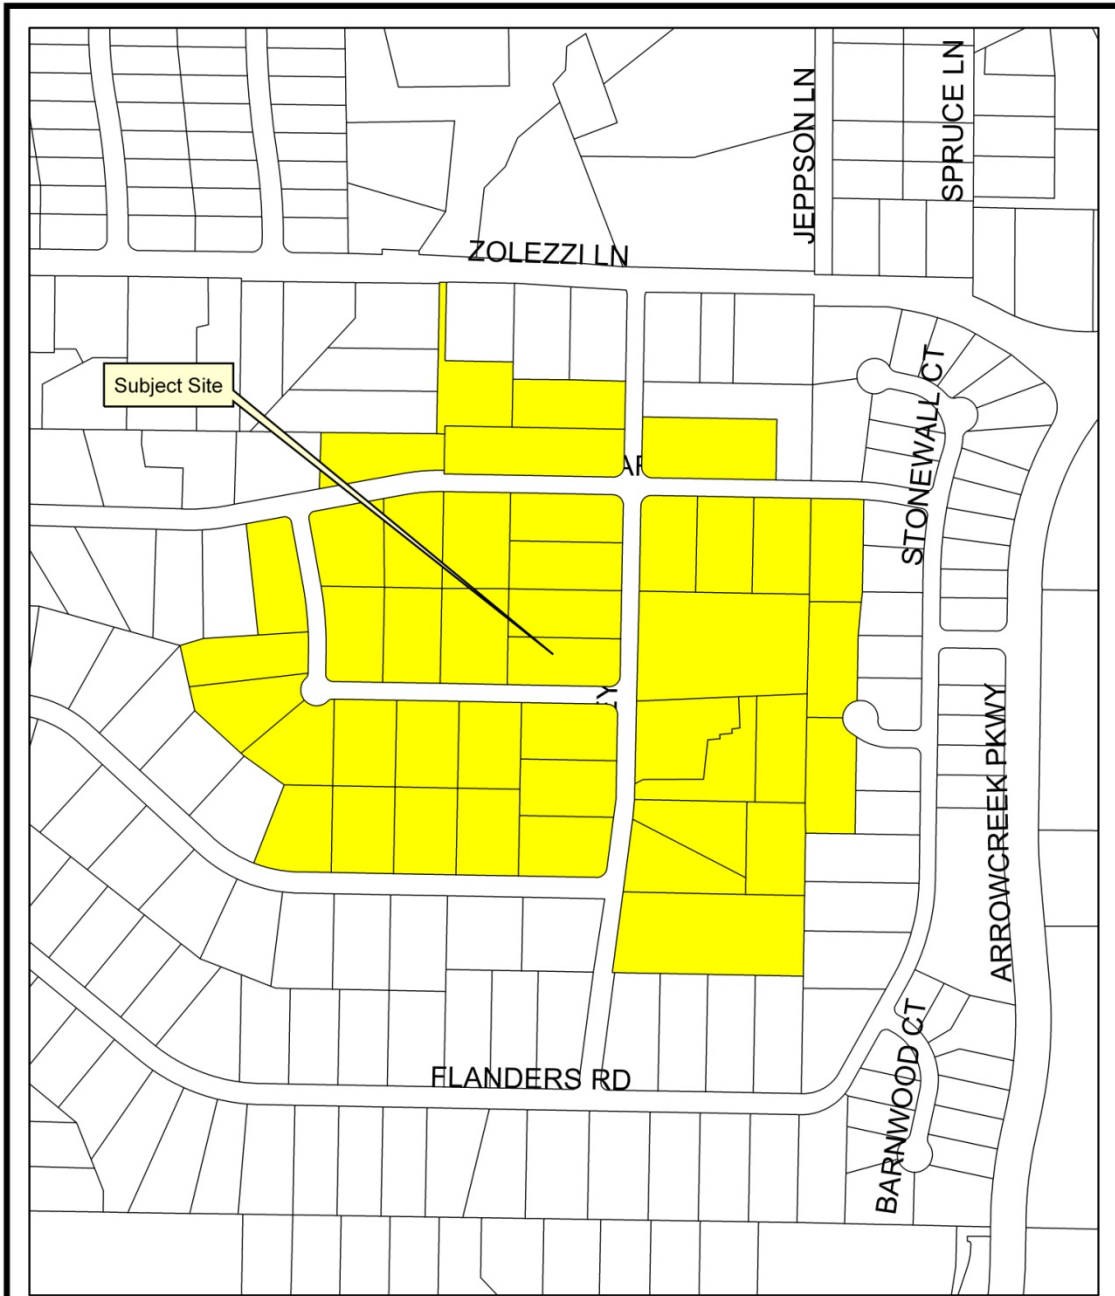 JEPPSON LN
SPRUCE LN
ZOLEZZI LN
Subject Site
STONEWALL CT
ARROWCREEK PKWY
FLANDERS RD
BARNWOOD CT